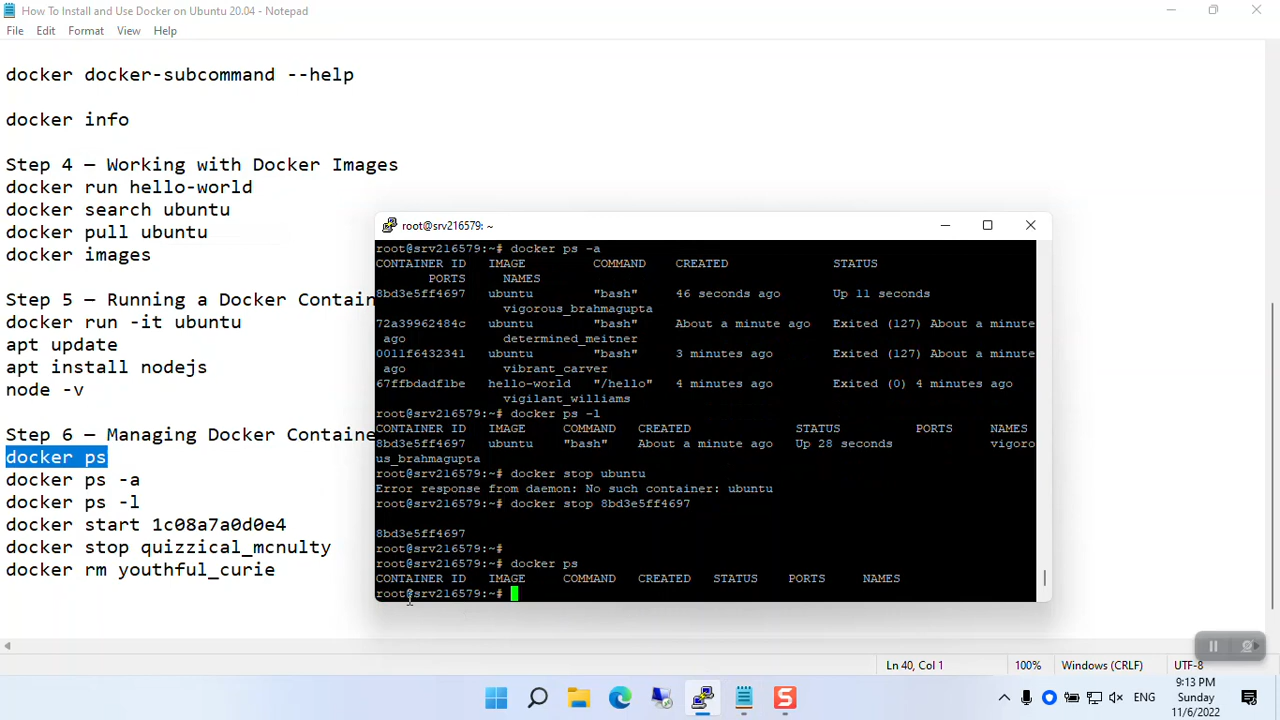 How To Install and Use Docker on Ubuntu 20.04 - Notepad
File Edit Format View Help
docker docker-subcommand --help
docker info
Step 4 — Working with Docker Images
docker run hello-world
docker search ubuntu
docker pull ubuntu
docker images
Step 5 — Running a Docker Contain
docker run -it ubuntu
apt update
apt install nodejs
node -v
Step 6 — Managing Docker Containe
docker ps
docker ps -a
docker ps -l
docker start 1c08a7a0d0e4
docker stop quizzical_mcnulty
docker rm youthful_curie
root@srv216579: ~
root@srv216579:~# docker ps -a
CONTAINER ID IMAGE COMMAND CREATED STATUS
PORTS NAMES
8bd3e5ff4697 ubuntu "bash" 46 seconds ago Up 11 seconds
vigorous_brahmagupta
72a39962484c ubuntu "bash" About a minute ago Exited (127) About a minute
ago determined_meitner
0011f6432341 ubuntu "bash" 3 minutes ago Exited (127) About a minute
ago vibrant_carver
67ffbdadf1be hello-world "/hello" 4 minutes ago Exited (0) 4 minutes ago
vigilant_williams
root@srv216579:~# docker ps -l
CONTAINER ID IMAGE COMMAND CREATED STATUS PORTS NAMES
8bd3e5ff4697 ubuntu "bash" About a minute ago Up 28 seconds vigoro
us_brahmagupta
root@srv216579:~# docker stop ubuntu
Error response from daemon: No such container: ubuntu
root@srv216579:~# docker stop 8bd3e5ff4697
8bd3e5ff4697
root@srv216579:~#
root@srv216579:~# docker ps
CONTAINER ID IMAGE COMMAND CREATED STATUS PORTS NAMES
root@srv216579:~#
Ln 40, Col 1 100% Windows (CRLF) UTF-8
ENG
9:13 PM
Sunday
11/6/2022